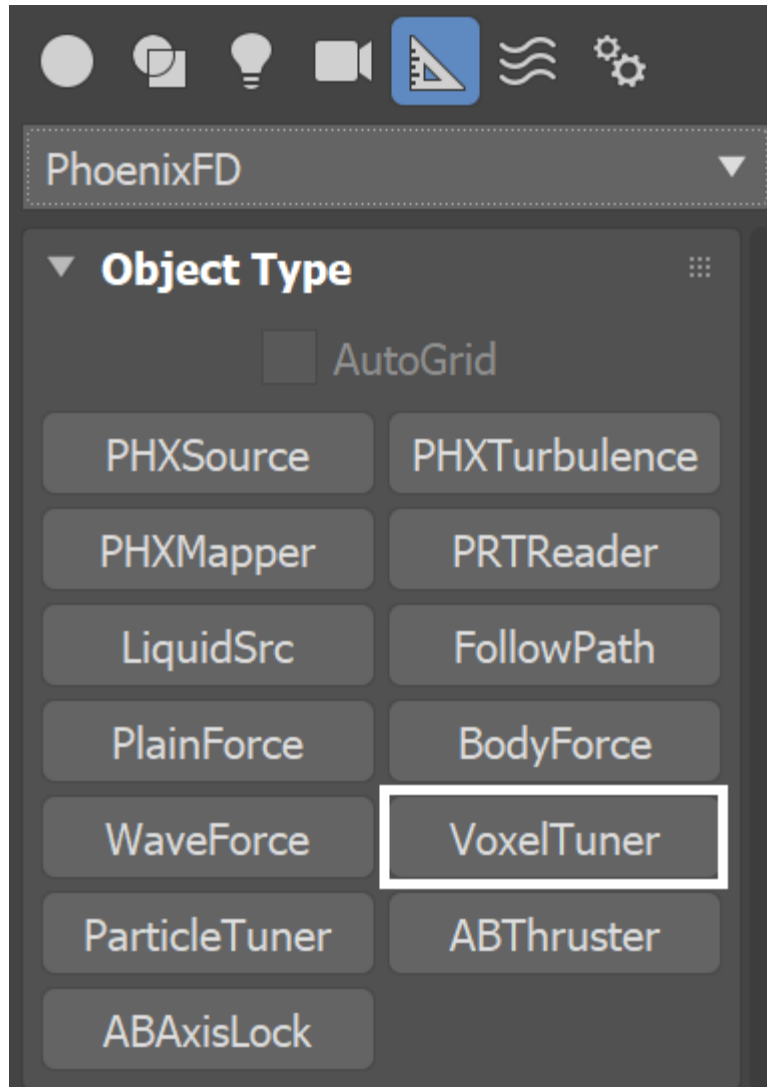 PhoenixFD
Object Type
AutoGrid
PHXSource PHXTurbulence
PHXMapper PRTReader
LiquidSrc FollowPath
PlainForce BodyForce
WaveForce VoxelTuner
ParticleTuner ABThruster
ABAxisLock